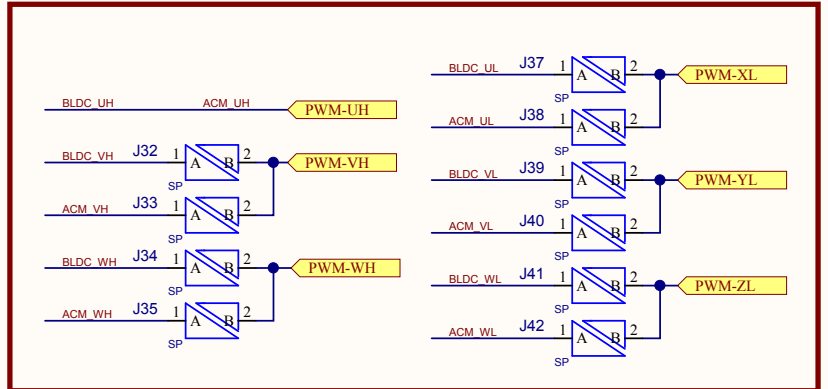 BLDC_UH ACM_UH PWM-UH
BLDC_VH J32 1 A B 2 PWM-VH
SP
ACM_VH J33 1 A B 2
SP
BLDC_WH J34 1 A B 2 PWM-WH
SP
ACM_WH J35 1 A B 2
SP
BLDC_UL J37 1 A B 2 PWM-XL
SP
ACM_UL J38 1 A B 2
SP
BLDC_VL J39 1 A B 2 PWM-YL
SP
ACM_VL J40 1 A B 2
SP
BLDC_WL J41 1 A B 2 PWM-ZL
SP
ACM_WL J42 1 A B 2
SP